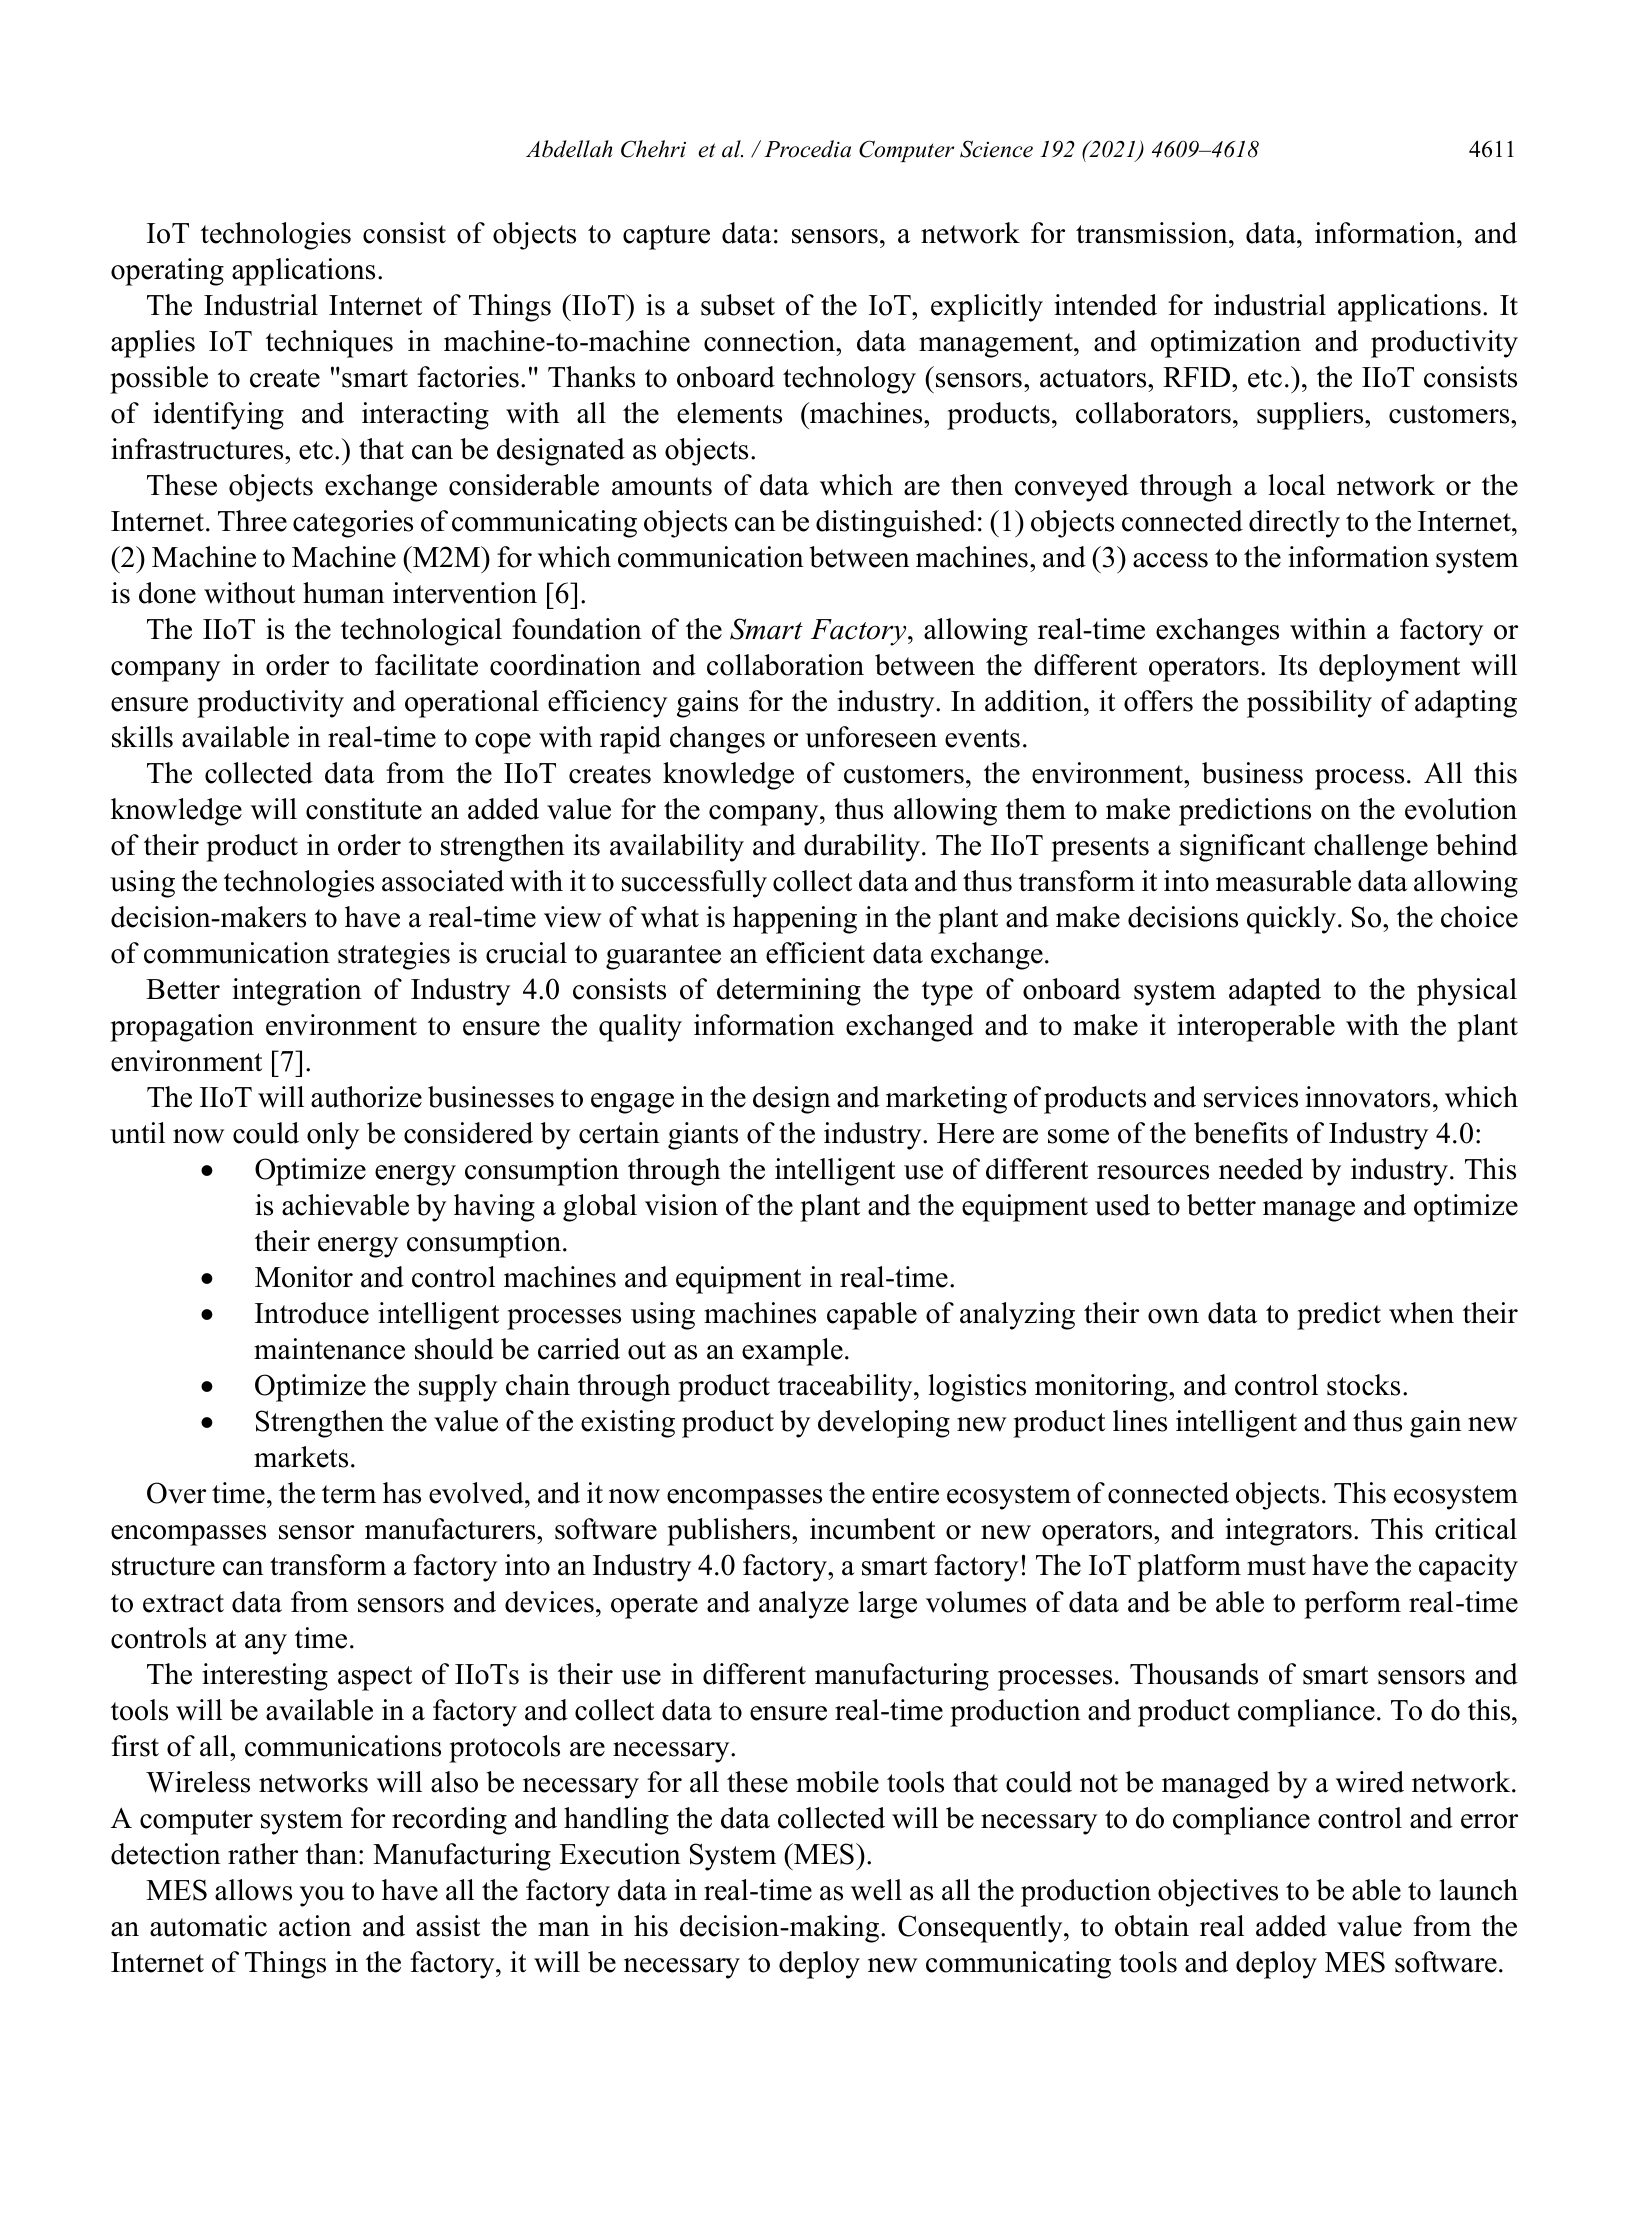 Abdellah Chehri et al. / Procedia Computer Science 192 (2021) 4609–4618 4611
IoT technologies consist of objects to capture data: sensors, a network for transmission, data, information, and
operating applications.
The Industrial Internet of Things (IIoT) is a subset of the IoT, explicitly intended for industrial applications. It
applies IoT techniques in machine-to-machine connection, data management, and optimization and productivity
possible to create "smart factories." Thanks to onboard technology (sensors, actuators, RFID, etc.), the IIoT consists
of identifying and interacting with all the elements (machines, products, collaborators, suppliers, customers,
infrastructures, etc.) that can be designated as objects.
These objects exchange considerable amounts of data which are then conveyed through a local network or the
Internet. Three categories of communicating objects can be distinguished: (1) objects connected directly to the Internet,
(2) Machine to Machine (M2M) for which communication between machines, and (3) access to the information system
is done without human intervention [6].
The IIoT is the technological foundation of the Smart Factory, allowing real-time exchanges within a factory or
company in order to facilitate coordination and collaboration between the different operators. Its deployment will
ensure productivity and operational efficiency gains for the industry. In addition, it offers the possibility of adapting
skills available in real-time to cope with rapid changes or unforeseen events.
The collected data from the IIoT creates knowledge of customers, the environment, business process. All this
knowledge will constitute an added value for the company, thus allowing them to make predictions on the evolution
of their product in order to strengthen its availability and durability. The IIoT presents a significant challenge behind
using the technologies associated with it to successfully collect data and thus transform it into measurable data allowing
decision-makers to have a real-time view of what is happening in the plant and make decisions quickly. So, the choice
of communication strategies is crucial to guarantee an efficient data exchange.
Better integration of Industry 4.0 consists of determining the type of onboard system adapted to the physical
propagation environment to ensure the quality information exchanged and to make it interoperable with the plant
environment [7].
The IIoT will authorize businesses to engage in the design and marketing of products and services innovators, which
until now could only be considered by certain giants of the industry. Here are some of the benefits of Industry 4.0:
• Optimize energy consumption through the intelligent use of different resources needed by industry. This
is achievable by having a global vision of the plant and the equipment used to better manage and optimize
their energy consumption.
• Monitor and control machines and equipment in real-time.
• Introduce intelligent processes using machines capable of analyzing their own data to predict when their
maintenance should be carried out as an example.
• Optimize the supply chain through product traceability, logistics monitoring, and control stocks.
• Strengthen the value of the existing product by developing new product lines intelligent and thus gain new
markets.
Over time, the term has evolved, and it now encompasses the entire ecosystem of connected objects. This ecosystem
encompasses sensor manufacturers, software publishers, incumbent or new operators, and integrators. This critical
structure can transform a factory into an Industry 4.0 factory, a smart factory! The IoT platform must have the capacity
to extract data from sensors and devices, operate and analyze large volumes of data and be able to perform real-time
controls at any time.
The interesting aspect of IIoTs is their use in different manufacturing processes. Thousands of smart sensors and
tools will be available in a factory and collect data to ensure real-time production and product compliance. To do this,
first of all, communications protocols are necessary.
Wireless networks will also be necessary for all these mobile tools that could not be managed by a wired network.
A computer system for recording and handling the data collected will be necessary to do compliance control and error
detection rather than: Manufacturing Execution System (MES).
MES allows you to have all the factory data in real-time as well as all the production objectives to be able to launch
an automatic action and assist the man in his decision-making. Consequently, to obtain real added value from the
Internet of Things in the factory, it will be necessary to deploy new communicating tools and deploy MES software.